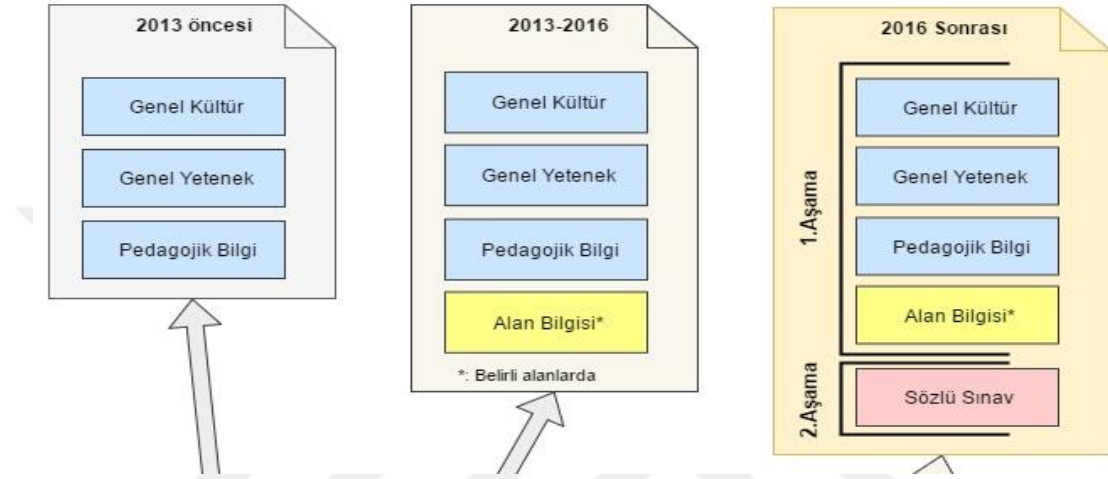 2013 öncesi
Genel Kültür
Genel Yetenek
Pedagojik Bilgi
2013-2016
Genel Kültür
Genel Yetenek
Pedagojik Bilgi
Alan Bilgisi*
*: Belirli alanlarda
2016 Sonrası
1.Aşama
Genel Kültür
Genel Yetenek
Pedagojik Bilgi
Alan Bilgisi*
2.Aşama
Sözlü Sınav